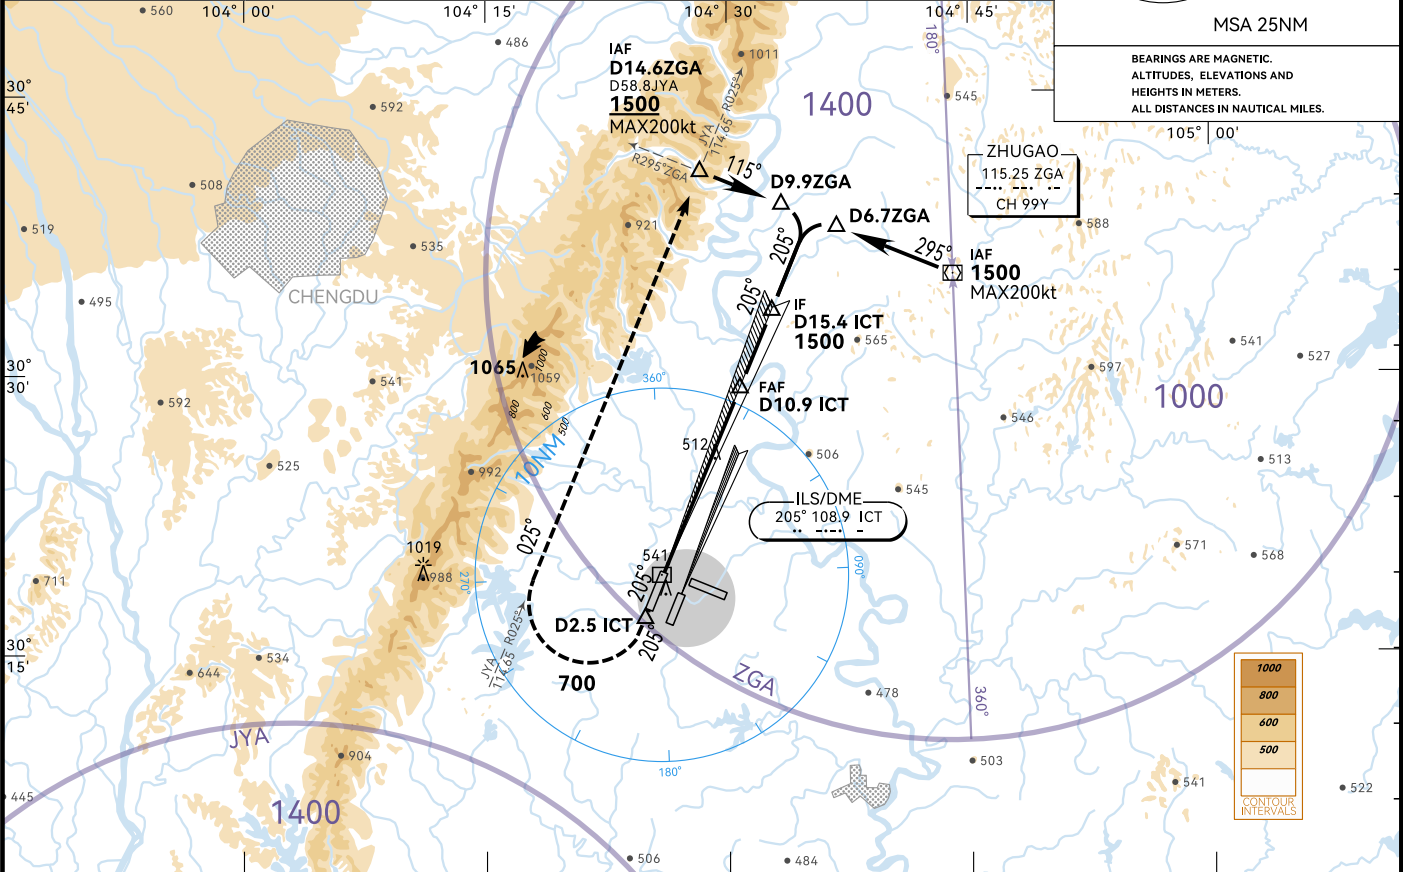 104° 00'
104° 15'
104° 30'
104° 45'
MSA 25NM
BEARINGS ARE MAGNETIC.
ALTITUDES, ELEVATIONS AND
HEIGHTS IN METERS.
ALL DISTANCES IN NAUTICAL MILES.
105° 00'
560
486
1011
180°
545
30°
45'
592
IAF
D14.6ZGA
D58.8JYA
1500
MAX200kt
JYA
114.65
R025°
1400
R295° ZGA
115°
D9.9ZGA
ZHUGAO
115.25 ZGA
CH 99Y
508
519
535
921
D6.7ZGA
588
205°
295°
IAF
1500
MAX200kt
495
CHENGDU
205°
IF
D15.4 ICT
1500
565
541
527
30°
30'
541
592
1065
1059
1000
800
600
500
360°
FAF
D10.9 ICT
597
1000
546
10NM
512
506
525
992
513
545
ILS/DME
205° 108.9 ICT
025°
1019
988
270°
541
090°
571
568
711
205°
D2.5 ICT
205°
JYA
114.65
R025°
30°
15'
534
644
700
ZGA
478
360°
1000
800
600
500
CONTOUR
INTERVALS
JYA
904
180°
503
541
522
445
1400
506
484